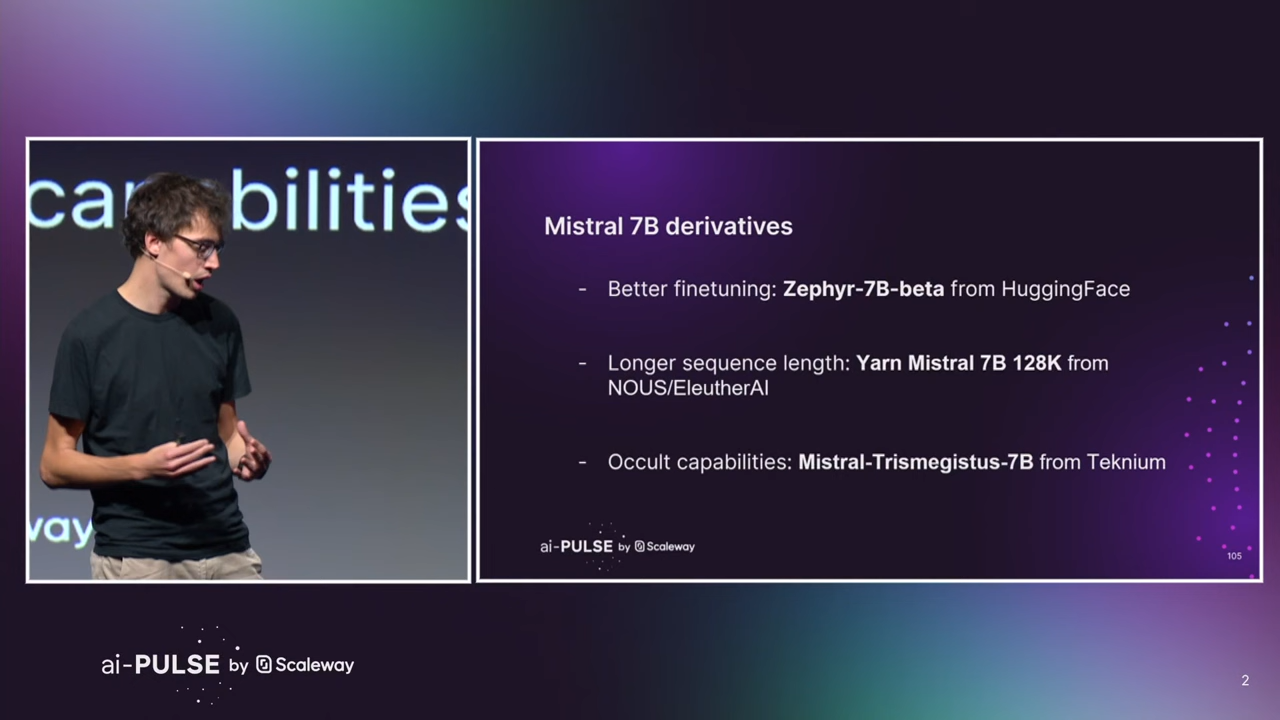 capabilities
way
Mistral 7B derivatives
- Better finetuning: Zephyr-7B-beta from HuggingFace
- Longer sequence length: Yarn Mistral 7B 128K from
NOUS/EleutherAI
- Occult capabilities: Mistral-Trismegistus-7B from Teknium
ai-PULSE by Scaleway
105
ai-PULSE by Scaleway
2